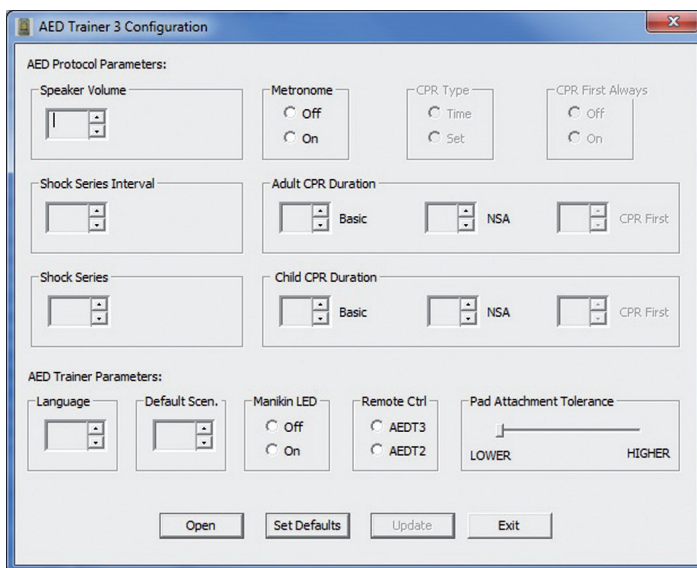 AED Trainer 3 Configuration
AED Protocol Parameters:
Speaker Volume Metronome CPR Type CPR First Always
Off Time Off
On Set On
Shock Series Interval Adult CPR Duration
Basic NSA CPR First
Shock Series Child CPR Duration
Basic NSA CPR First
AED Trainer Parameters:
Language Default Scen. Manikin LED Remote Ctrl Pad Attachment Tolerance
Off AEDT3
On AEDT2 LOWER HIGHER
Open Set Defaults Update Exit